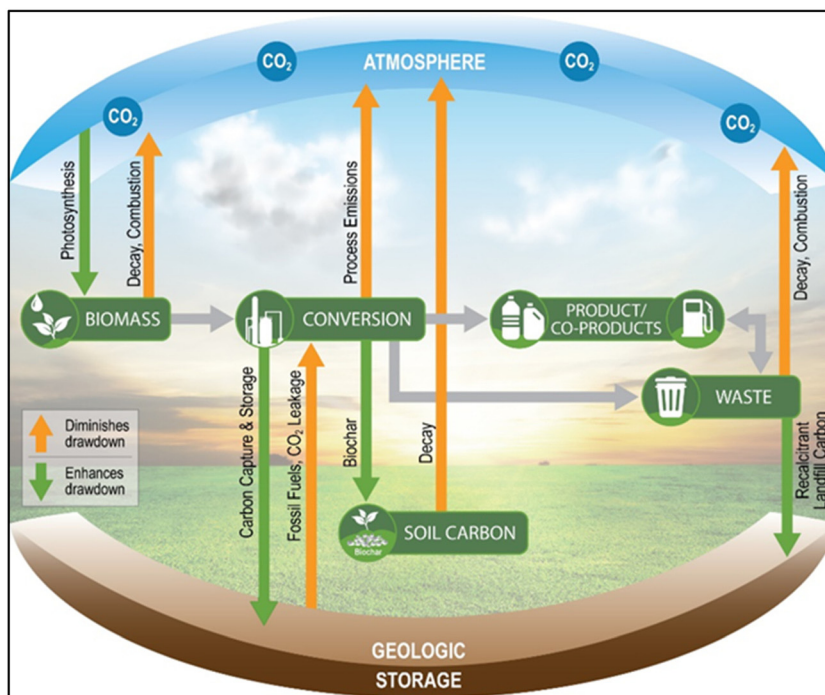 CO₂
CO₂
ATMOSPHERE
CO₂
CO₂
Photosynthesis
Decay, Combustion
Process Emissions
Decay, Combustion
BIOMASS
CONVERSION
PRODUCT/
CO-PRODUCTS
WASTE
Diminishes
drawdown
Enhances
drawdown
Carbon Capture & Storage
Fossil Fuels, CO₂ Leakage
Biochar
Decay
Recalcitrant
Landfill Carbon
Biochar
SOIL CARBON
GEOLOGIC
STORAGE